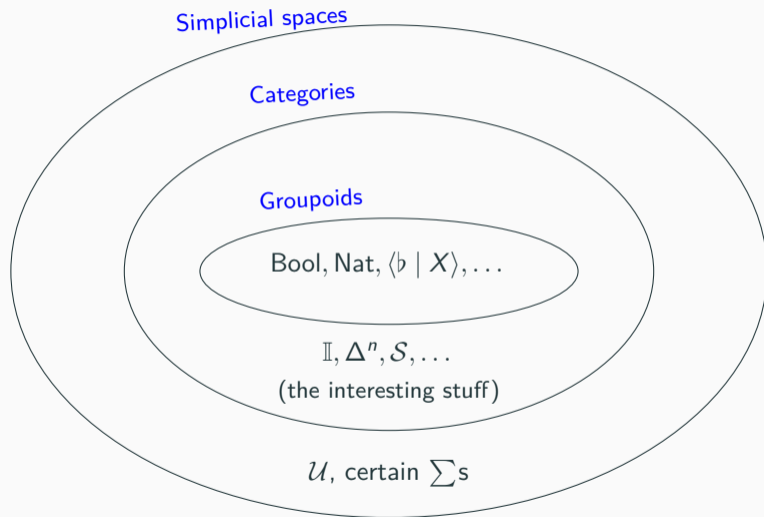 Simplicial spaces
Categories
Groupoids
Bool, Nat, ⟨♭ | X⟩, …
𝕀, Δⁿ, 𝒮, …
(the interesting stuff)
𝒰, certain ∑s